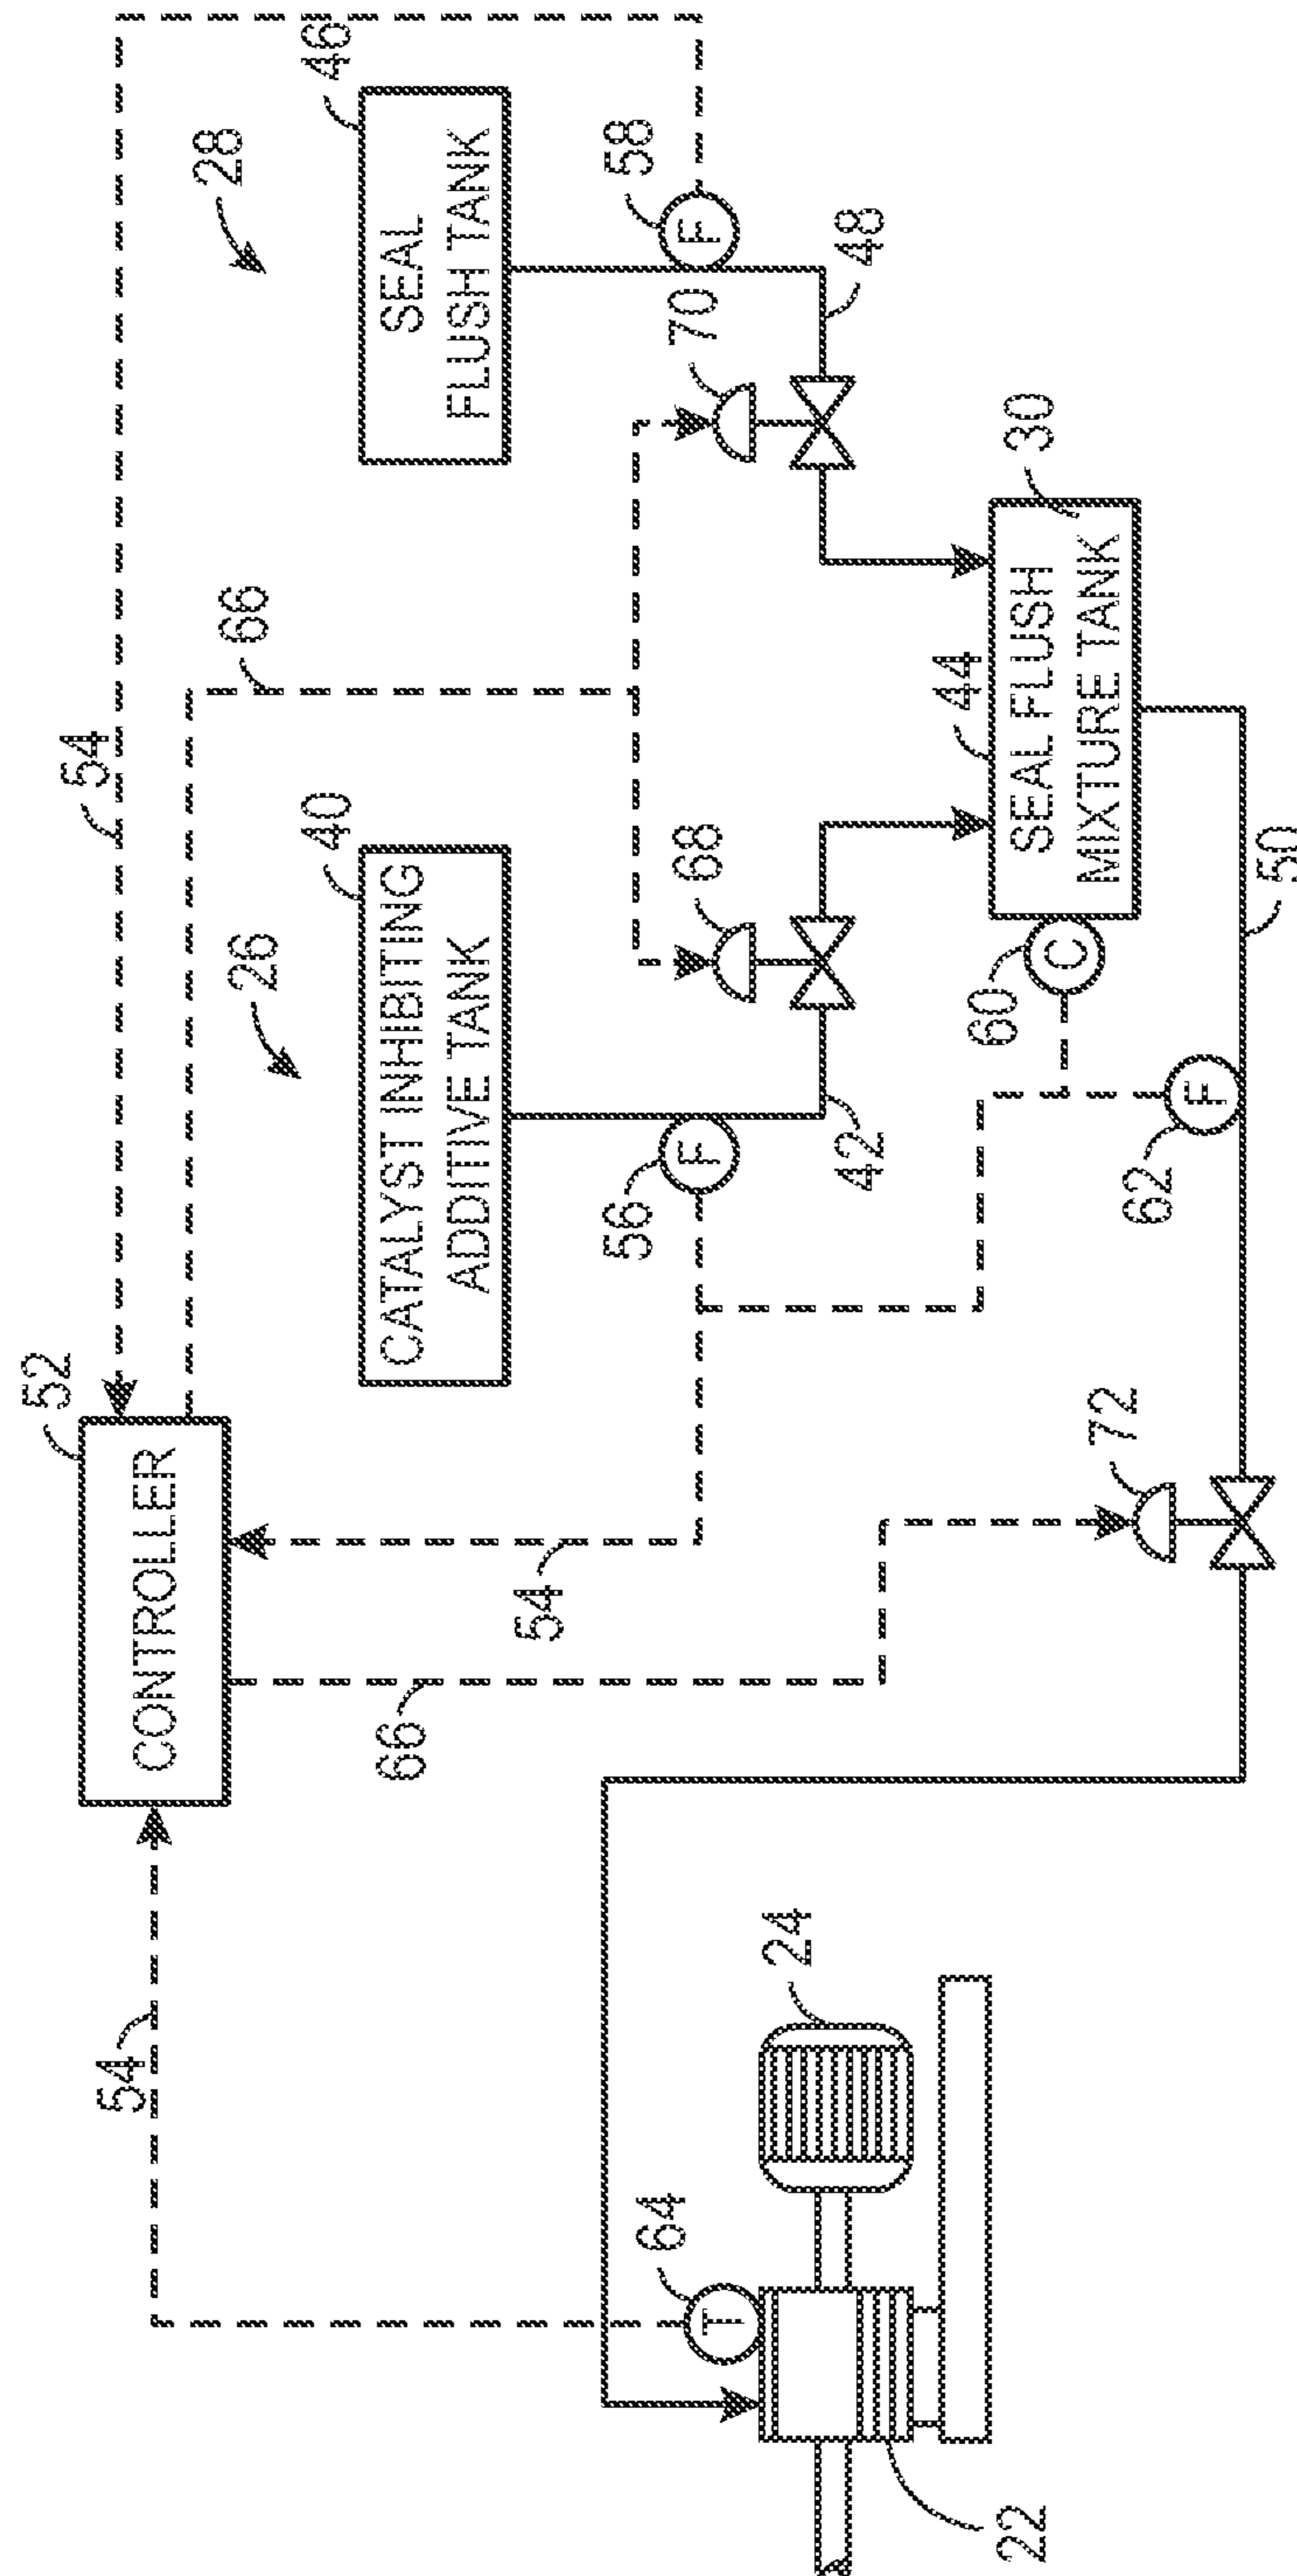 54
52
CONTROLLER
54
66
28
46
SEAL
FLUSH TANK
26
40
CATALYST INHIBITING
ADDITIVE TANK
66
54
56
F
58
F
42
68
70
48
64
T
24
22
72
60
C
44
30
SEAL FLUSH
MIXTURE TANK
62
F
50